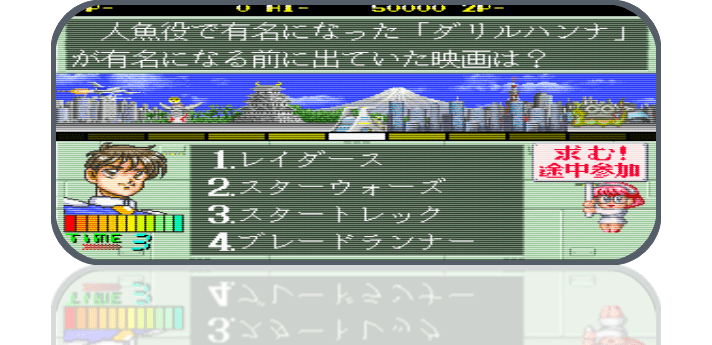 0 HI- 50000 2P-
人魚役で有名になった「ダリルハンナ」
が有名になる前に出ていた映画は？
1.レイダース
2.スターウォーズ
3.スタートレック
4.ブレードランナー
求む！
途中参加
TIME 3